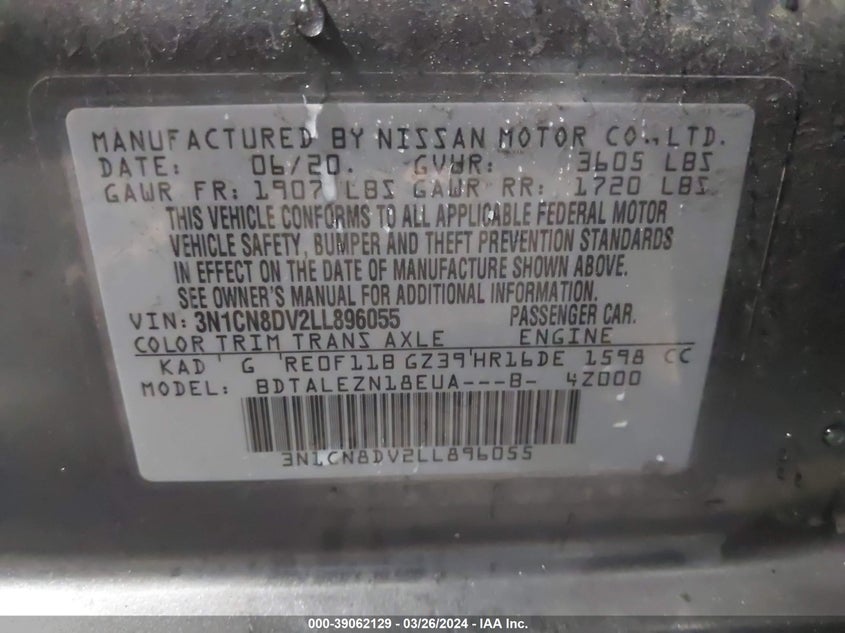 MANUFACTURED BY NISSAN MOTOR CO., LTD.
DATE: 06/20. GVWR: 3605 LBS
GAWR FR: 1907 LBS GAWR RR: 1720 LBS
THIS VEHICLE CONFORMS TO ALL APPLICABLE FEDERAL MOTOR
VEHICLE SAFETY, BUMPER AND THEFT PREVENTION STANDARDS
IN EFFECT ON THE DATE OF MANUFACTURE SHOWN ABOVE.
SEE OWNER'S MANUAL FOR ADDITIONAL INFORMATION.
VIN: 3N1CN8DV2LL896055 PASSENGER CAR.
COLOR TRIM TRANS AXLE ENGINE
KAD G RE0F11B GZ39 HR16DE 1598 CC
MODEL: BDTALEZN18EUA---B- 4Z000
3N1CN8DV2LL896055
000-39062129 - 03/26/2024 - IAA Inc.